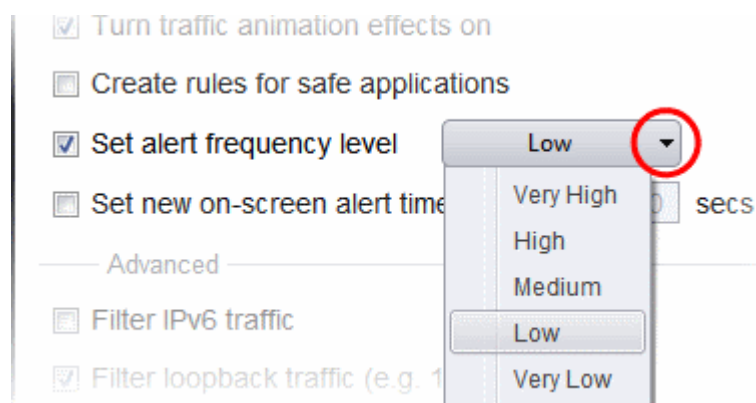 Turn traffic animation effects on
Create rules for safe applications
Set alert frequency level Low
Set new on-screen alert time secs
Very High
High
Advanced
Medium
Filter IPv6 traffic
Low
Filter loopback traffic (e.g. 1
Very Low